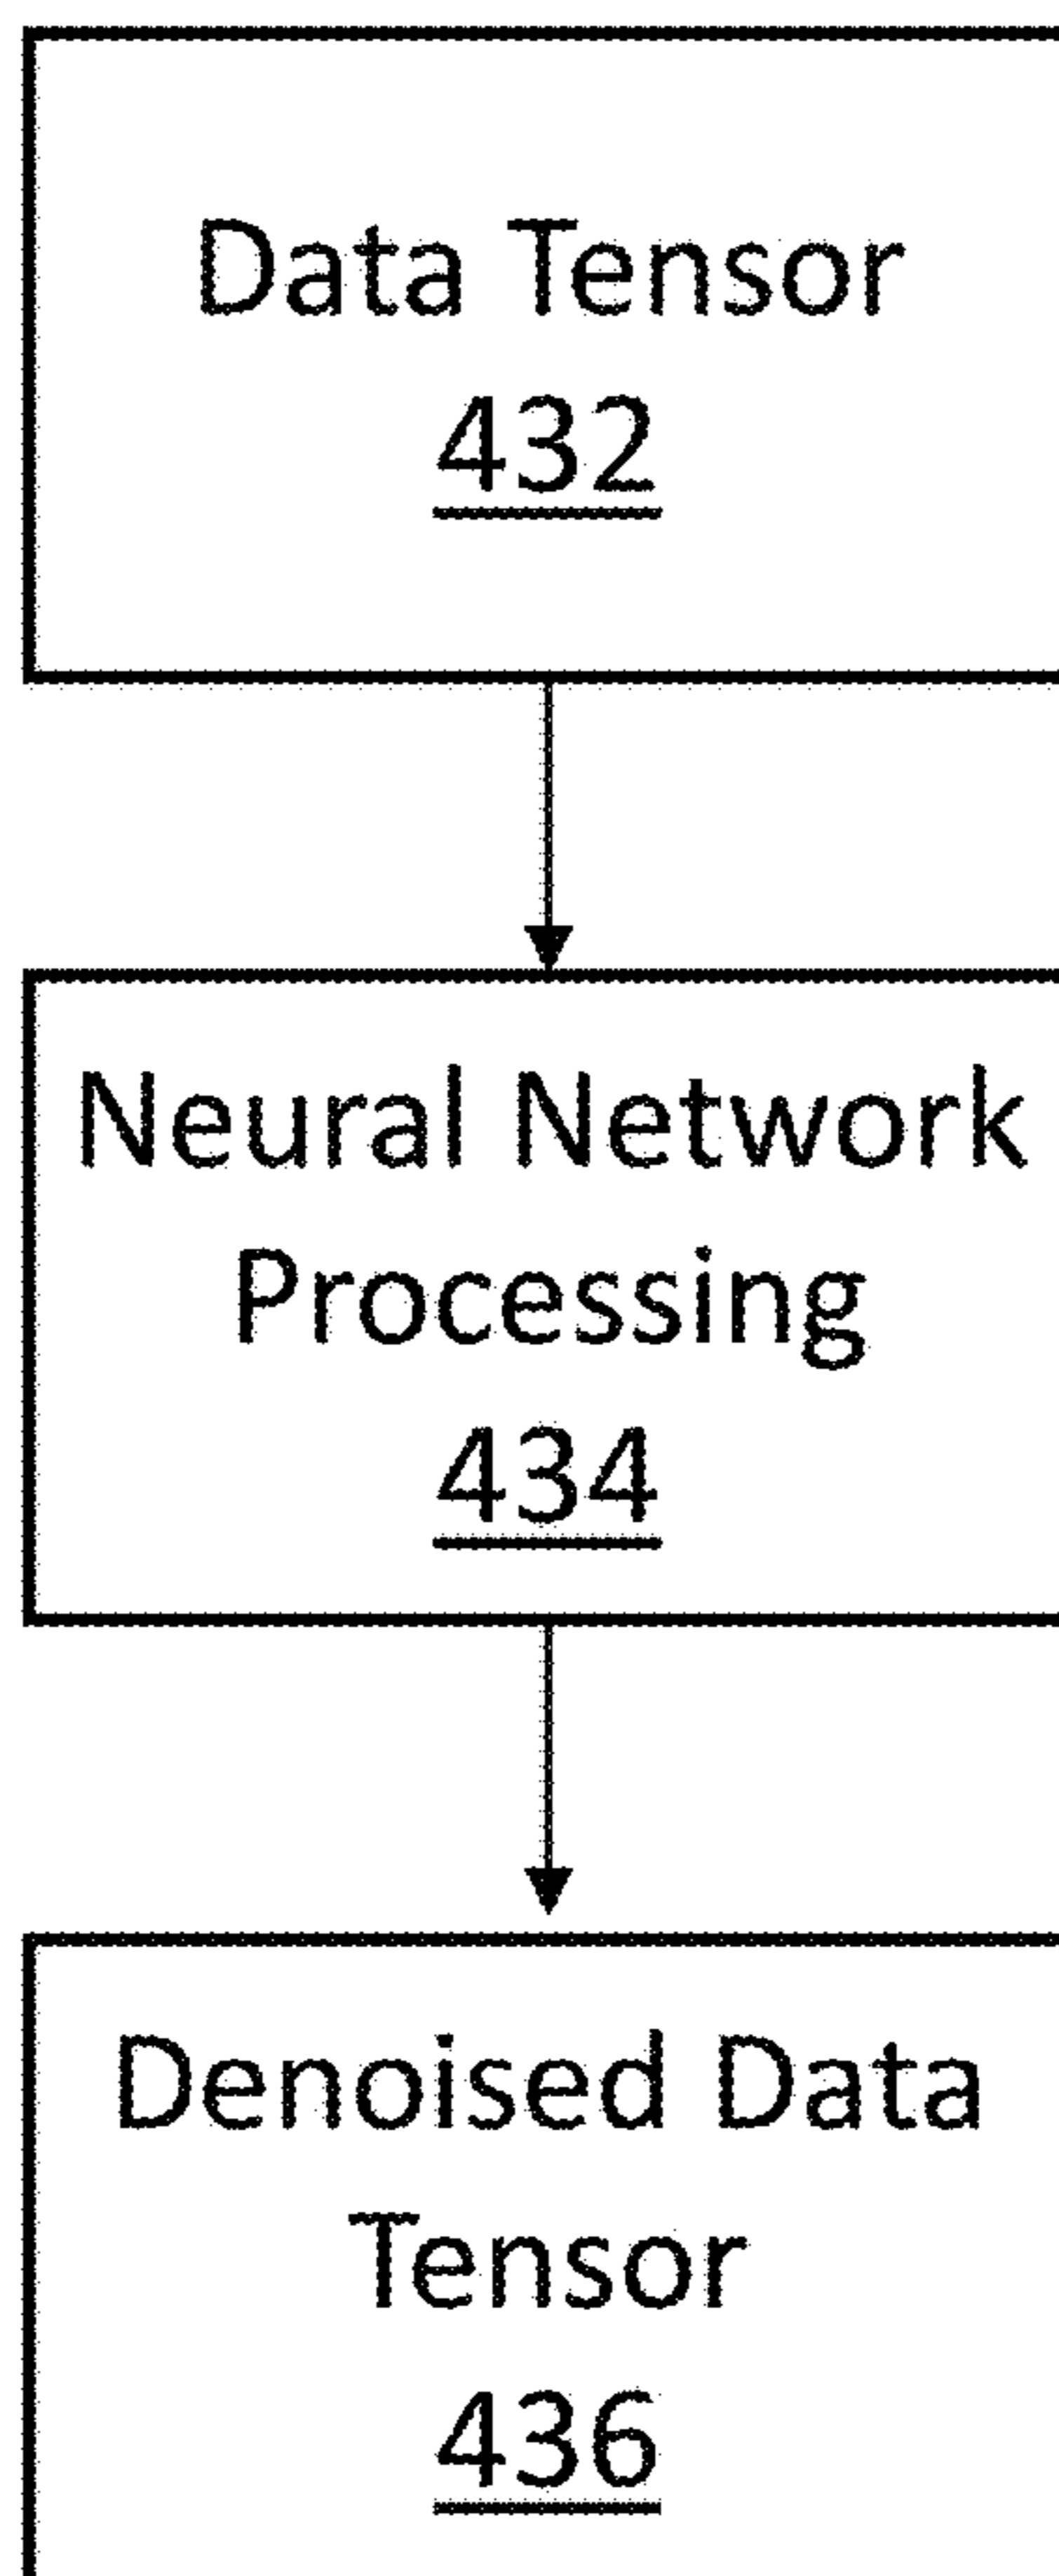 Data Tensor
432
Neural Network
Processing
434
Denoised Data
Tensor
436